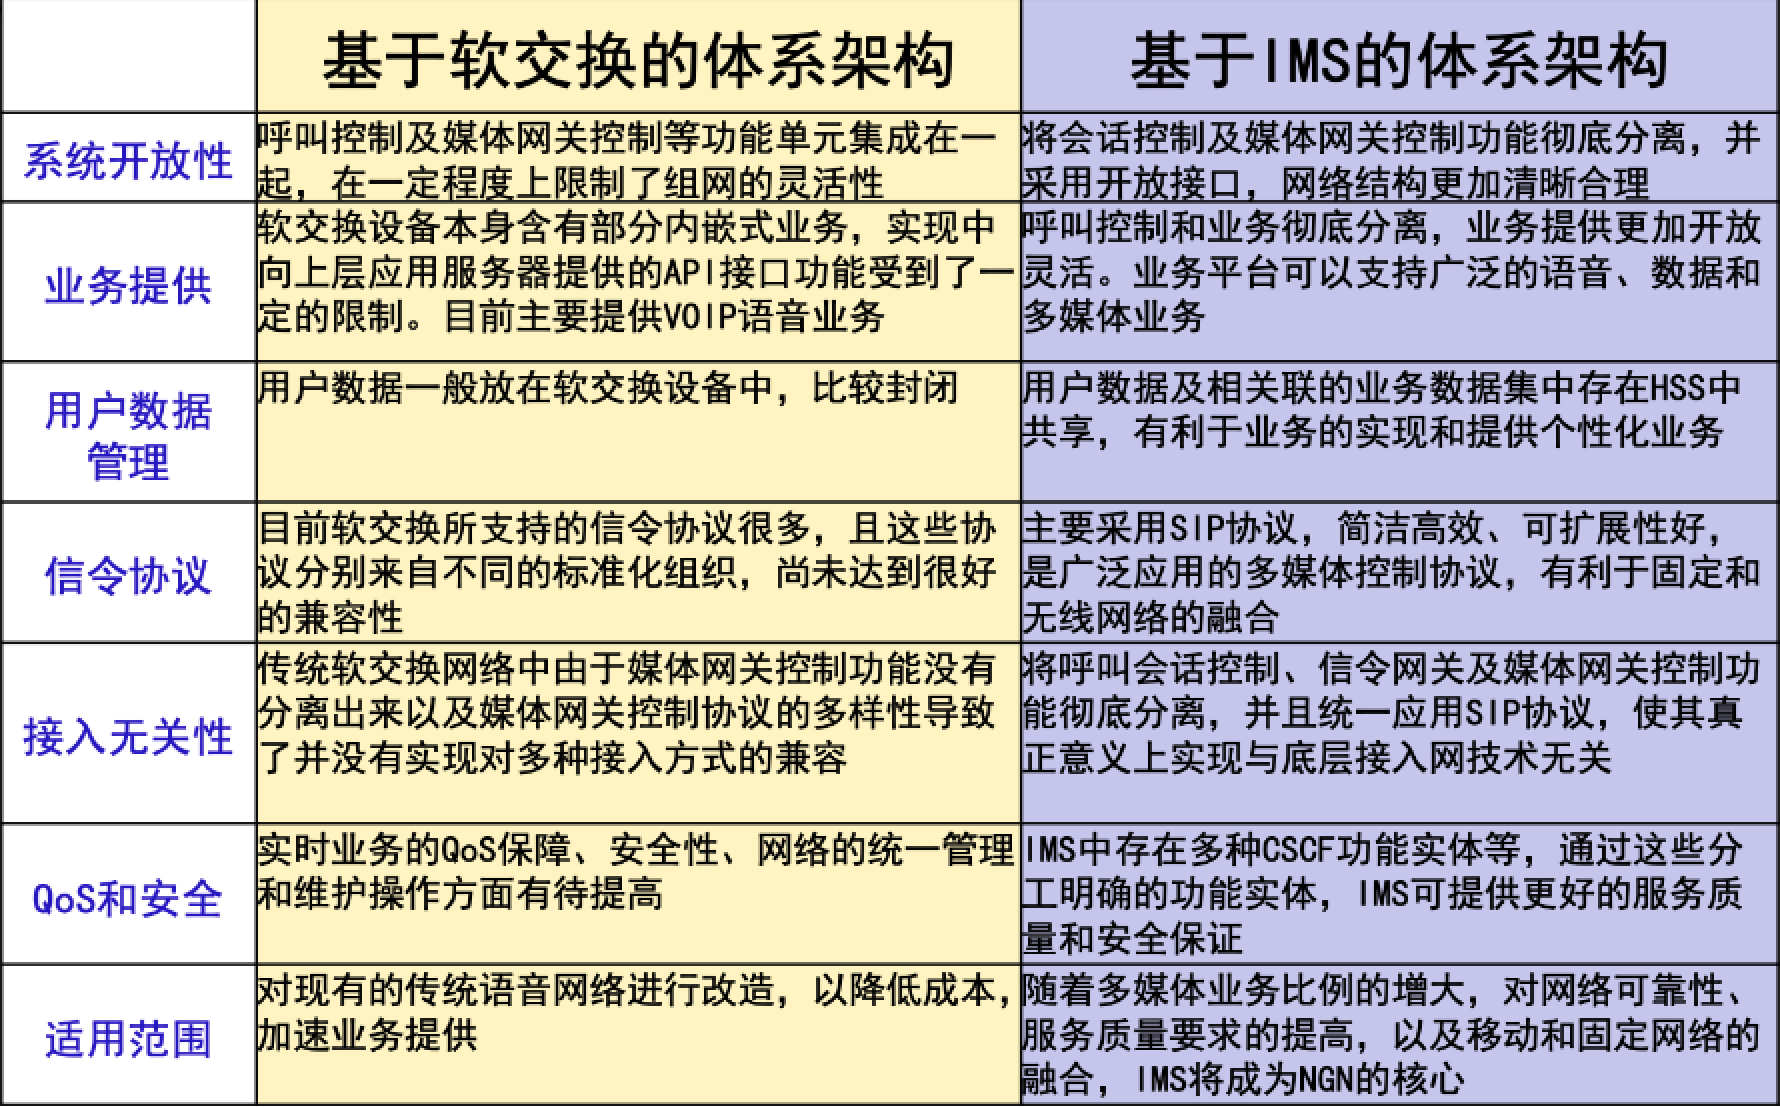 基于软交换的体系架构
基于IMS的体系架构
系统开放性
呼叫控制及媒体网关控制等功能单元集成在一
起，在一定程度上限制了组网的灵活性
将会话控制及媒体网关控制功能彻底分离，并
采用开放接口，网络结构更加清晰合理
业务提供
软交换设备本身含有部分内嵌式业务，实现中
向上层应用服务器提供的API接口功能受到了一
定的限制。目前主要提供VOIP语音业务
呼叫控制和业务彻底分离，业务提供更加开放
灵活。业务平台可以支持广泛的语音、数据和
多媒体业务
用户数据
管理
用户数据一般放在软交换设备中，比较封闭
用户数据及相关联的业务数据集中存在HSS中
共享，有利于业务的实现和提供个性化业务
信令协议
目前软交换所支持的信令协议很多，且这些协
议分别来自不同的标准化组织，尚未达到很好
的兼容性
主要采用SIP协议，简洁高效、可扩展性好，
是广泛应用的多媒体控制协议，有利于固定和
无线网络的融合
接入无关性
传统软交换网络中由于媒体网关控制功能没有
分离出来以及媒体网关控制协议的多样性导致
了并没有实现对多种接入方式的兼容
将呼叫会话控制、信令网关及媒体网关控制功
能彻底分离，并且统一应用SIP协议，使其真
正意义上实现与底层接入网技术无关
QoS和安全
实时业务的QoS保障、安全性、网络的统一管理
和维护操作方面有待提高
IMS中存在多种CSCF功能实体等，通过这些分
工明确的功能实体，IMS可提供更好的服务质
量和安全保证
适用范围
对现有的传统语音网络进行改造，以降低成本，
加速业务提供
随着多媒体业务比例的增大，对网络可靠性、
服务质量要求的提高，以及移动和固定网络的
融合，IMS将成为NGN的核心